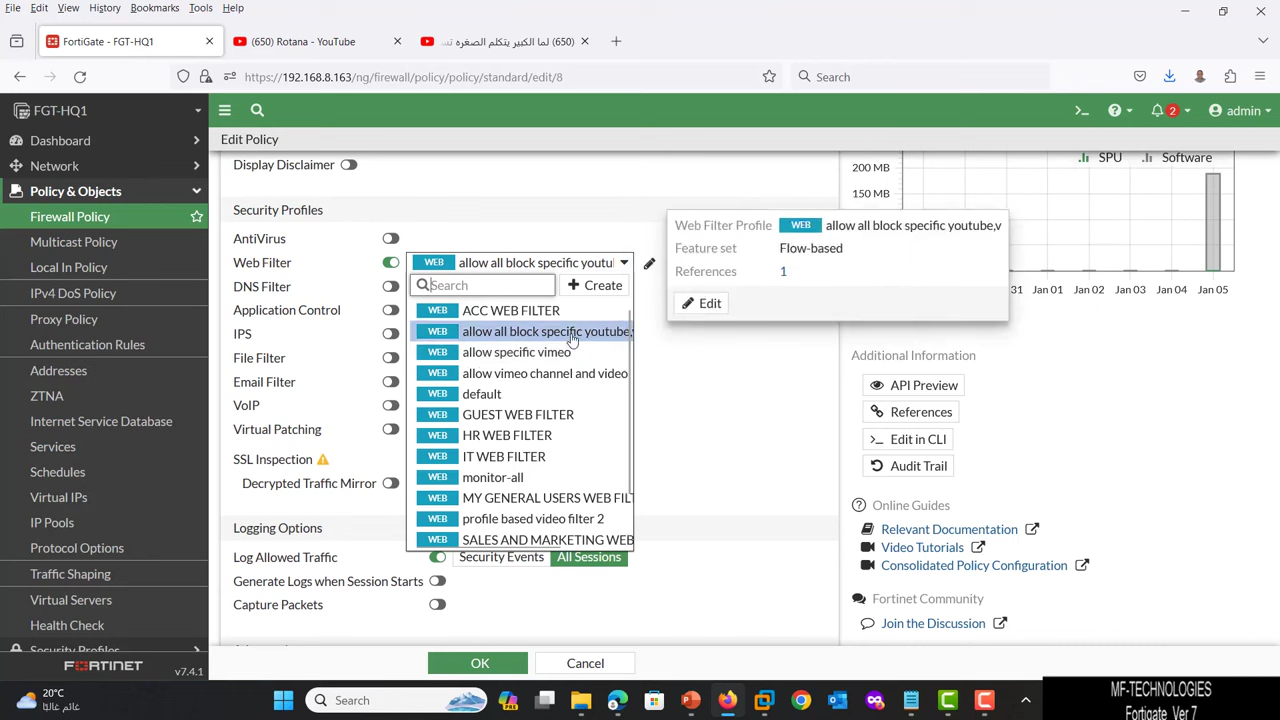 File Edit View History Bookmarks Tools Help
FortiGate - FGT-HQ1
(650) Rotana - YouTube
(650) لما الكبير يتكلم الصغره تس
https://192.168.8.163/ng/firewall/policy/policy/standard/edit/8
Search
FGT-HQ1
2
admin
Dashboard
Network
Policy & Objects
Firewall Policy
Multicast Policy
Local In Policy
IPv4 DoS Policy
Proxy Policy
Authentication Rules
Addresses
ZTNA
Internet Service Database
Services
Schedules
Virtual IPs
IP Pools
Protocol Options
Traffic Shaping
Virtual Servers
Health Check
Security Profiles
FORTINET v7.4.1
Edit Policy
Display Disclaimer
Security Profiles
AntiVirus
Web Filter
WEB allow all block specific youtul
DNS Filter
Application Control
IPS
File Filter
Email Filter
VoIP
Virtual Patching
SSL Inspection
Decrypted Traffic Mirror
Search
Create
WEB ACC WEB FILTER
WEB allow all block specific youtube,v
WEB allow specific vimeo
WEB allow vimeo channel and video
WEB default
WEB GUEST WEB FILTER
WEB HR WEB FILTER
WEB IT WEB FILTER
WEB monitor-all
WEB MY GENERAL USERS WEB FILT
WEB profile based video filter 2
WEB SALES AND MARKETING WEB
Logging Options
Log Allowed Traffic Security Events All Sessions
Generate Logs when Session Starts
Capture Packets
OK Cancel
Web Filter Profile WEB allow all block specific youtube,v
Feature set Flow-based
References 1
Edit
SPU Software
200 MB
150 MB
31 Jan 01 Jan 02 Jan 03 Jan 04 Jan 05
Additional Information
API Preview
References
Edit in CLI
Audit Trail
Online Guides
Relevant Documentation
Video Tutorials
Consolidated Policy Configuration
Fortinet Community
Join the Discussion
20°C
غائم غالبا
Search
MF-TECHNOLOGIES
Fortigate_Ver 7